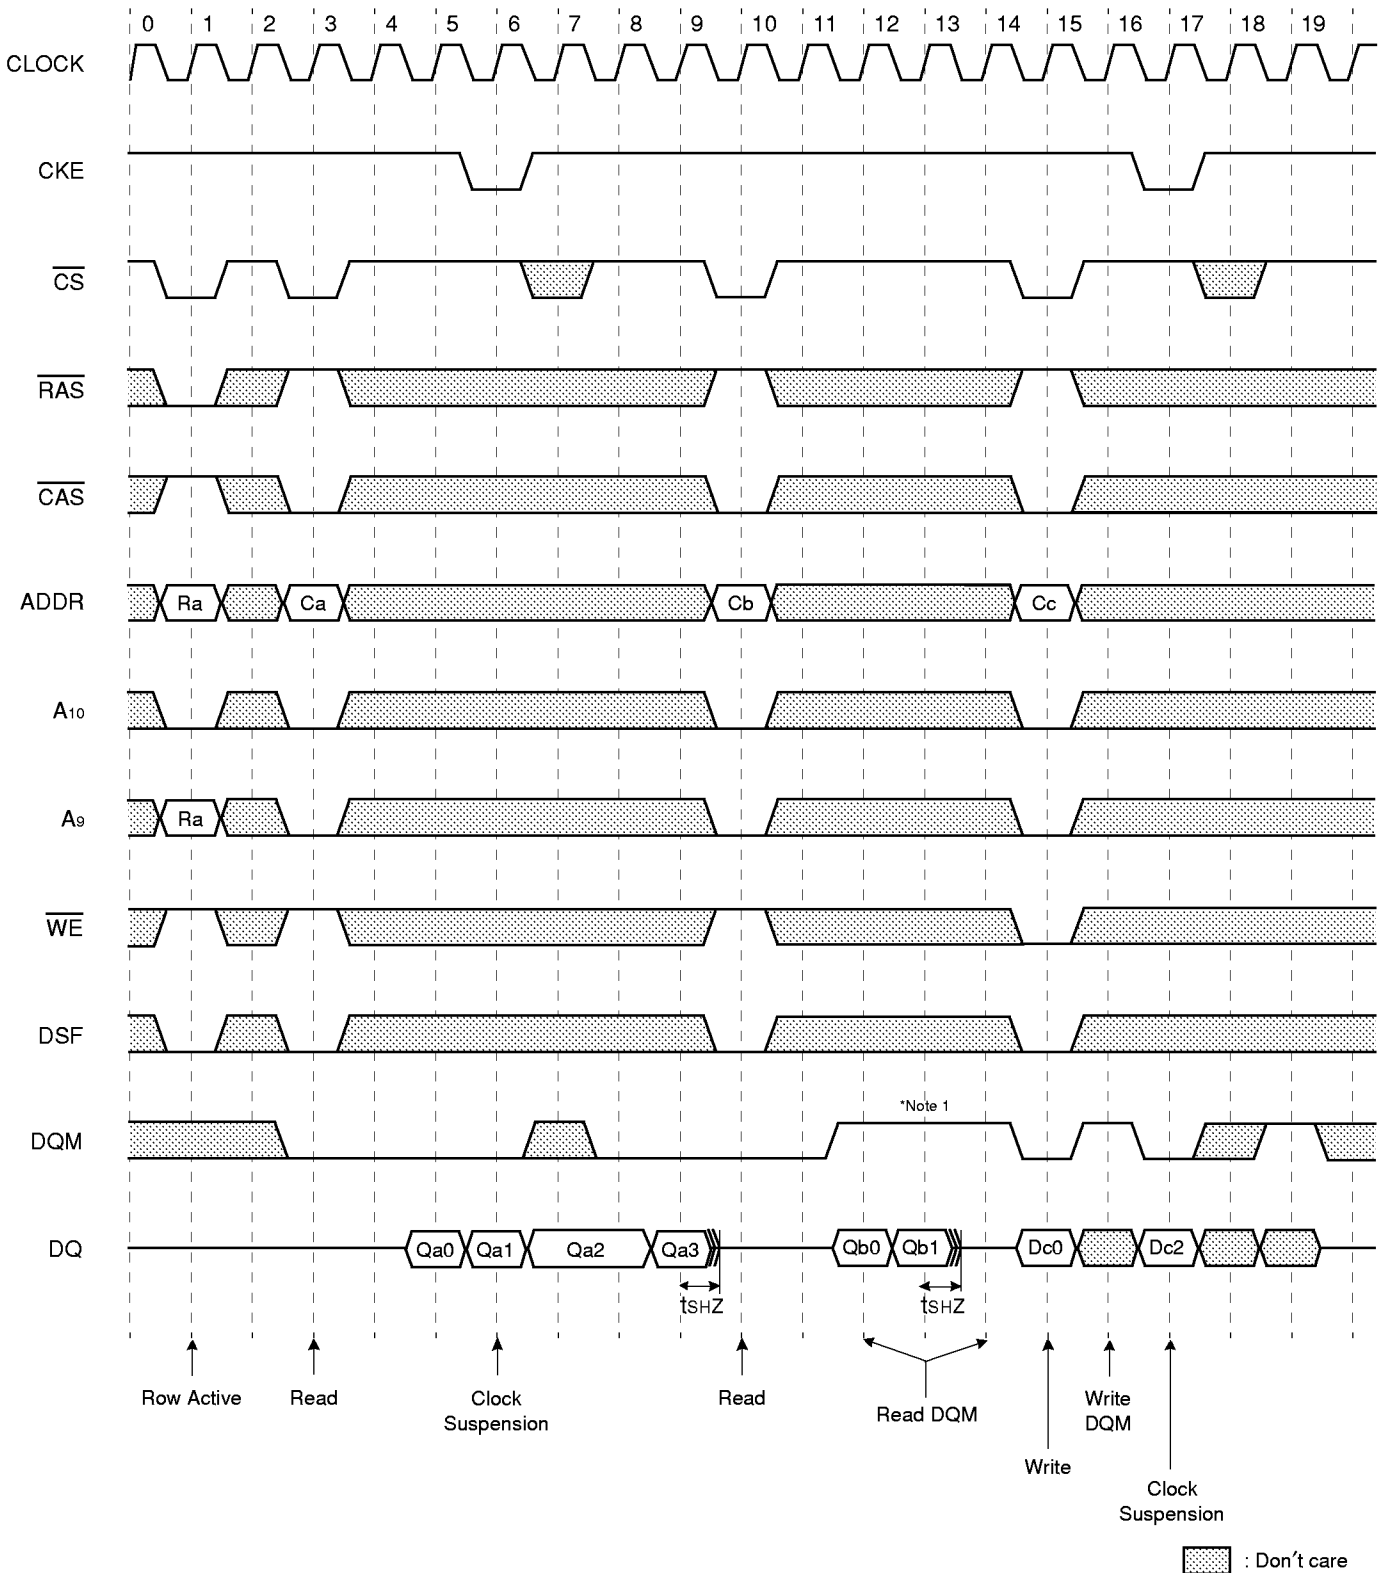 0 1 2 3 4 5 6 7 8 9 10 11 12 13 14 15 16 17 18 19
CLOCK
CKE
CS
RAS
CAS
ADDR Ra Ca Cb Cc
A10
A9 Ra
WE
DSF
*Note 1
DQM
DQ Qa0 Qa1 Qa2 Qa3 Qb0 Qb1 Dc0 Dc2
tSHZ tSHZ
Row Active Read Clock Suspension Read Read DQM Write DQM
Write
Clock
Suspension
: Don't care